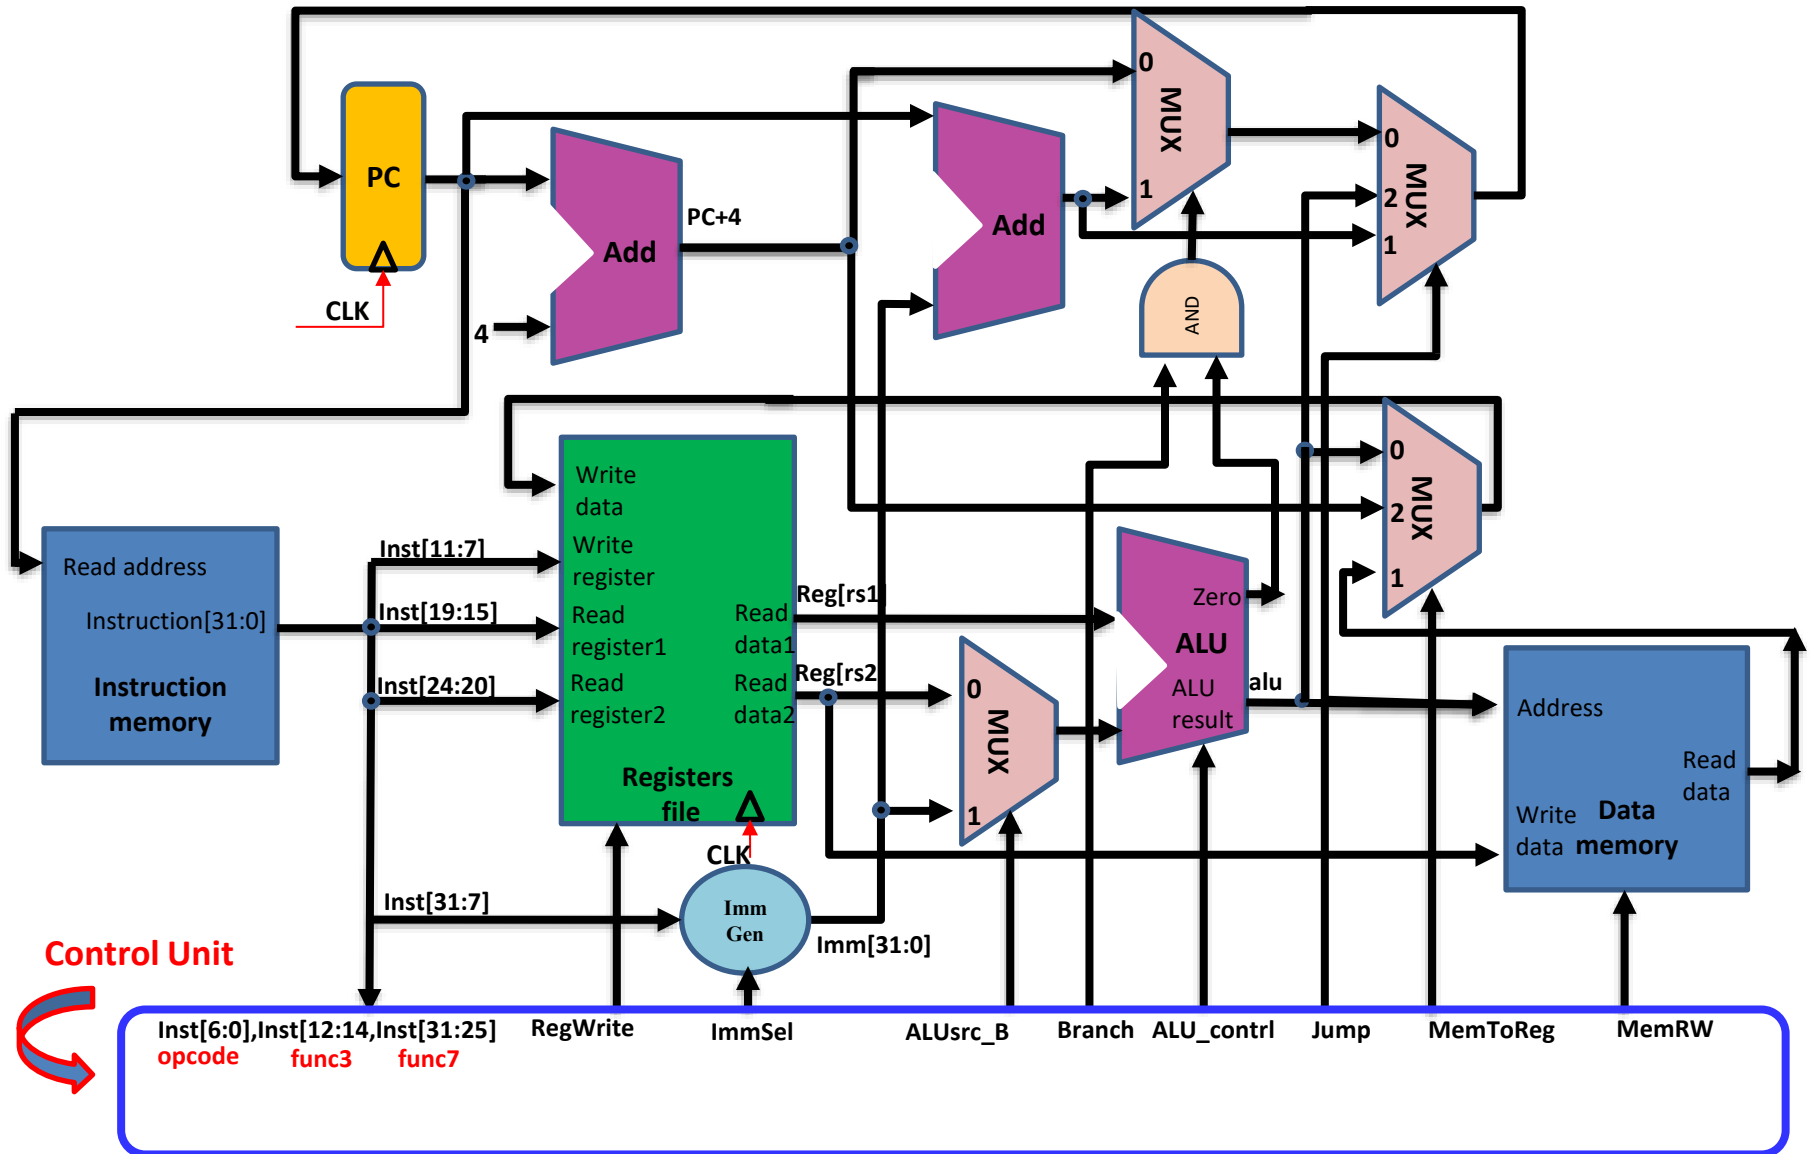 0
MUX
1
0
2
1
MUX
PC
CLK
PC+4
Add
4
Add
AND
Write
data
Write
register
Read
register1
Read
register2
Read
data1
Read
data2
Registers
file
CLK
Inst[11:7]
Inst[19:15]
Inst[24:20]
Inst[31:7]
Read address
Instruction[31:0]
Instruction
memory
Reg[rs1]
Reg[rs2
0
MUX
1
Zero
ALU
ALU
result
alu
0
MUX
2
1
Address
Read
data
Write
data
Data
memory
Imm
Gen
Imm[31:0]
Control Unit
Inst[6:0],Inst[12:14,Inst[31:25]
opcode func3 func7
RegWrite
ImmSel
ALUsrc_B
Branch
ALU_contrl
Jump
MemToReg
MemRW